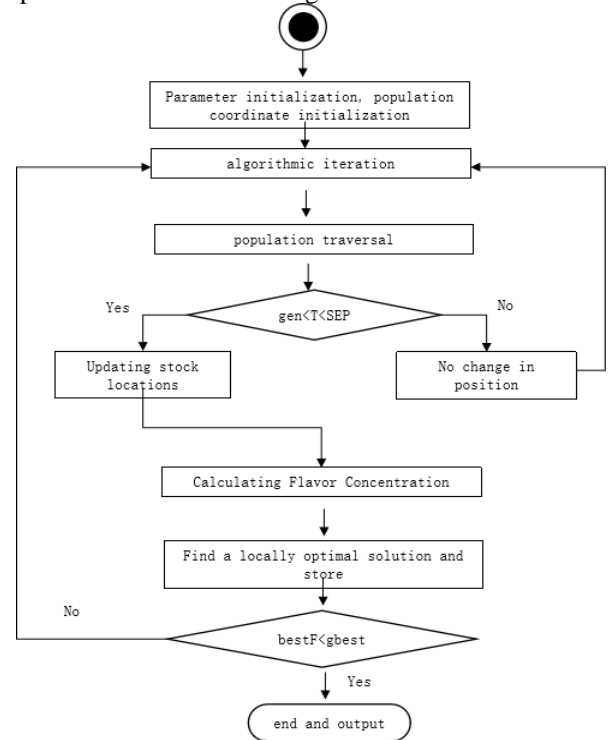 Parameter initialization, population
coordinate initialization
algorithmic iteration
population traversal
gen<T<SEP
Yes
No
Updating stock
locations
No change in
position
Calculating Flavor Concentration
Find a locally optimal solution and
store
No
bestF<gbest
Yes
end and output